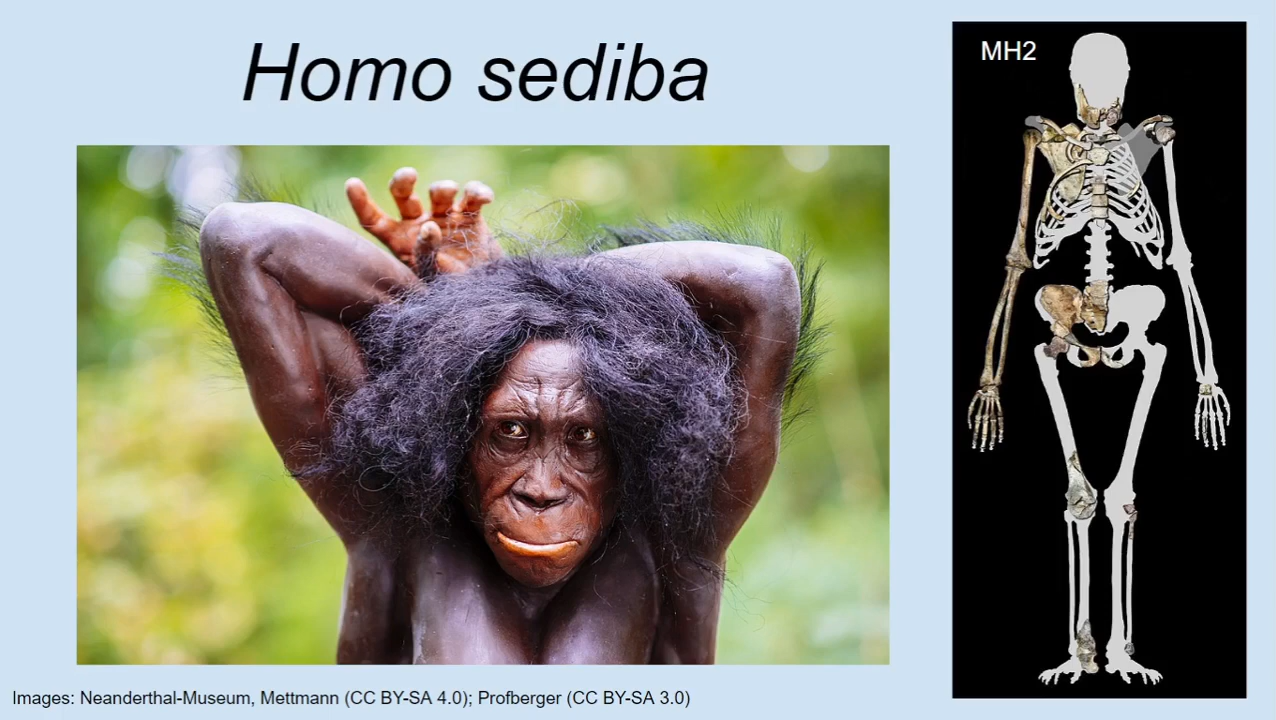 Homo sediba
MH2
Images: Neanderthal-Museum, Mettmann (CC BY-SA 4.0); Profberger (CC BY-SA 3.0)